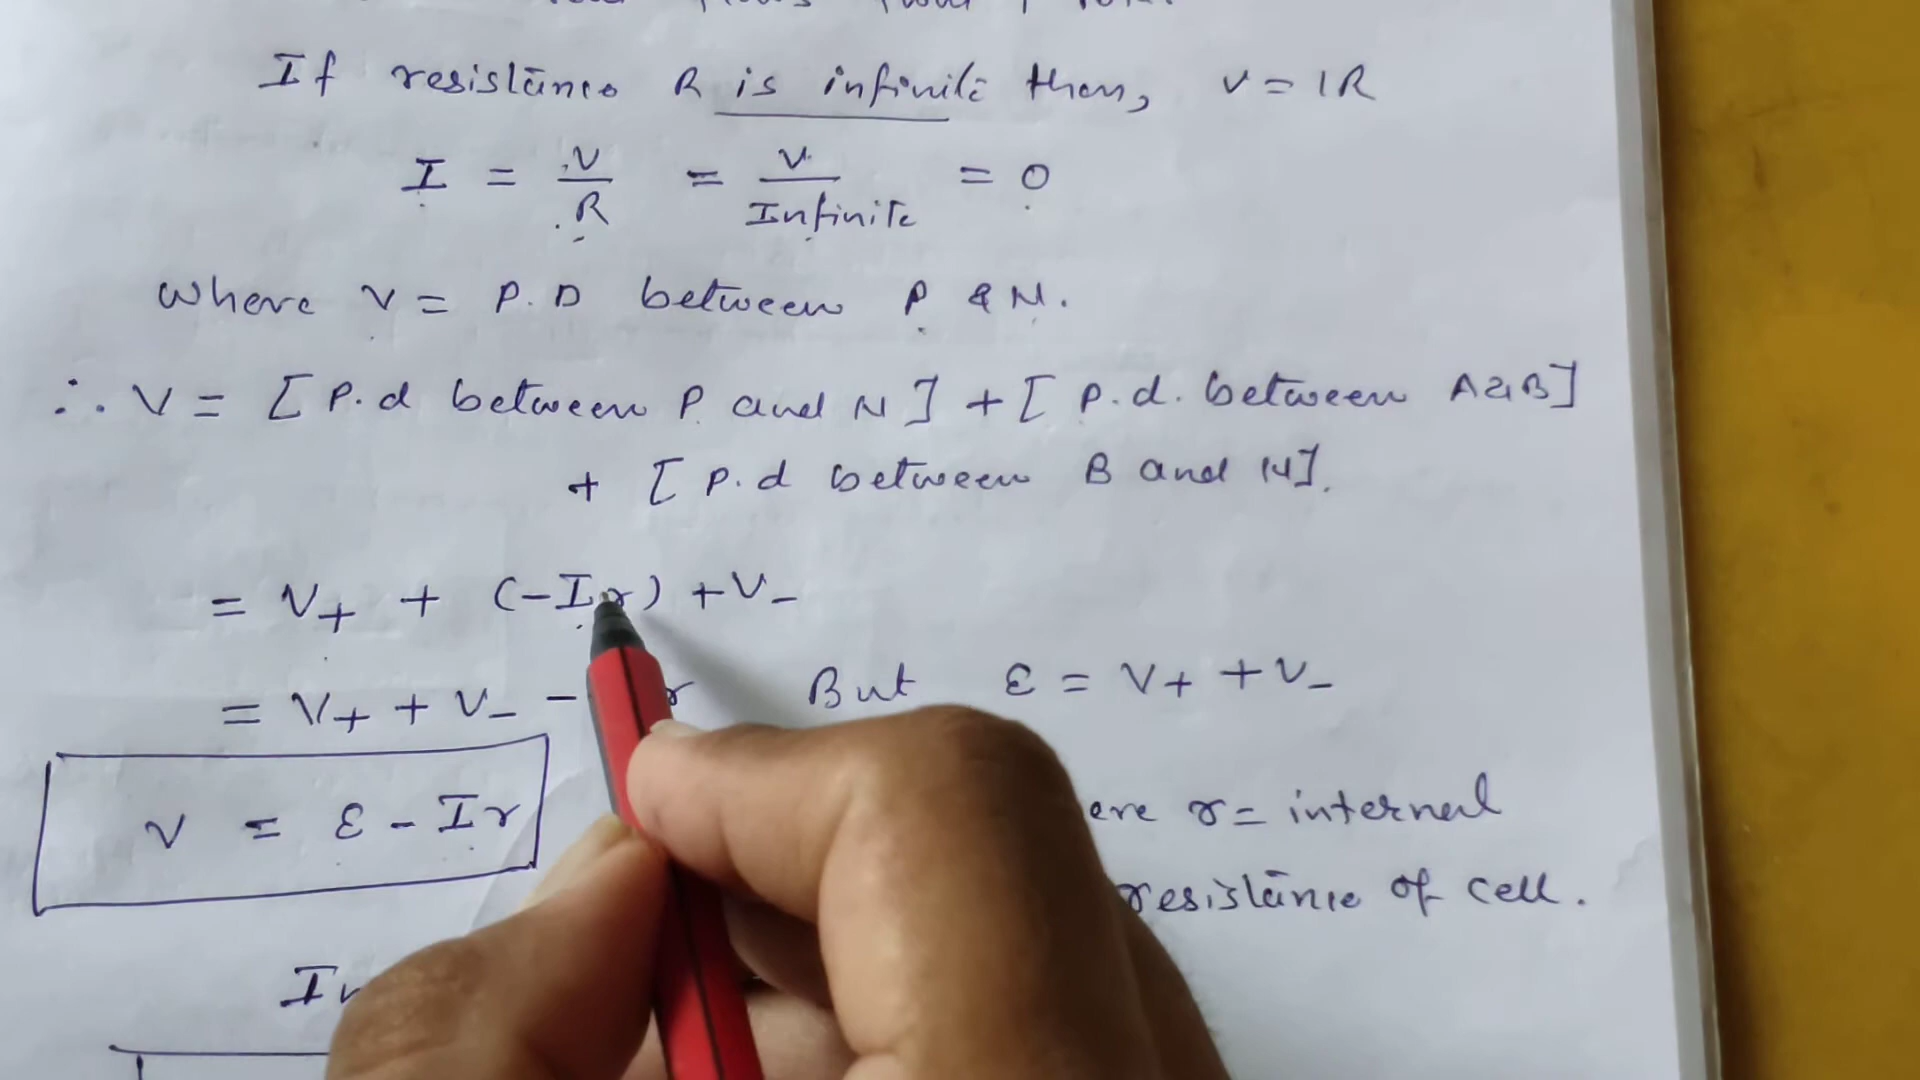 If resistance R is infinite then, V = IR
I = V/R = V/Infinite = 0
Where V = P.D between P & N.
∴ V = [P.d between P and N] + [P.d. between A & B]
+ [P.d between B and N].
= V+ + (-Ir) + V-
= V+ + V- - r But ε = V+ + V-
V = ε - Ir
ere r = internal
resistance of cell.